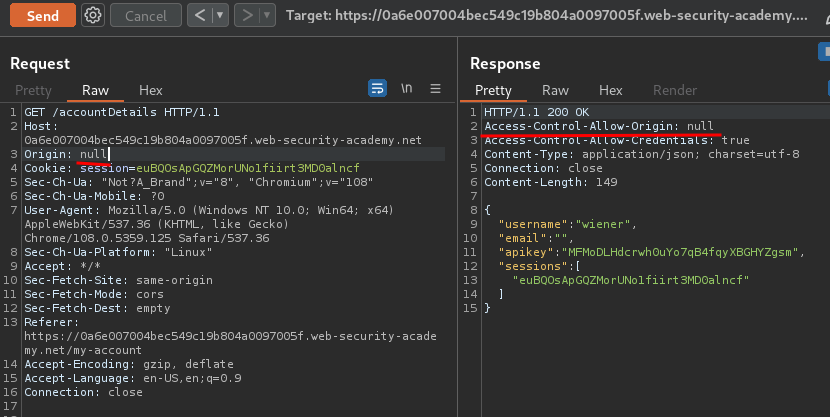 Send Cancel < > Target: https://0a6e007004bec549c19b804a0097005f.web-security-academy....
Request
Pretty Raw Hex \n
1 GET /accountDetails HTTP/1.1
2 Host:
0a6e007004bec549c19b804a0097005f.web-security-academy.net
3 Origin: null
4 Cookie: session=euBQOsApGQZMorUNo1fiirt3MD0alncf
5 Sec-Ch-Ua: "Not?A_Brand";v="8", "Chromium";v="108"
6 Sec-Ch-Ua-Mobile: ?0
7 User-Agent: Mozilla/5.0 (Windows NT 10.0; Win64; x64)
AppleWebKit/537.36 (KHTML, like Gecko)
Chrome/108.0.5359.125 Safari/537.36
8 Sec-Ch-Ua-Platform: "Linux"
9 Accept: */*
10 Sec-Fetch-Site: same-origin
11 Sec-Fetch-Mode: cors
12 Sec-Fetch-Dest: empty
13 Referer:
https://0a6e007004bec549c19b804a0097005f.web-security-acade
my.net/my-account
14 Accept-Encoding: gzip, deflate
15 Accept-Language: en-US,en;q=0.9
16 Connection: close
17
Response
Pretty Raw Hex Render
1 HTTP/1.1 200 OK
2 Access-Control-Allow-Origin: null
3 Access-Control-Allow-Credentials: true
4 Content-Type: application/json; charset=utf-8
5 Connection: close
6 Content-Length: 149
7
8 {
9 "username":"wiener",
10 "email":"",
11 "apikey":"MFMoDLHdcrwhOuYo7qB4fqyXBGHYZgsm",
12 "sessions":[
13 "euBQOsApGQZMorUNo1fiirt3MD0alncf"
14 ]
15 }